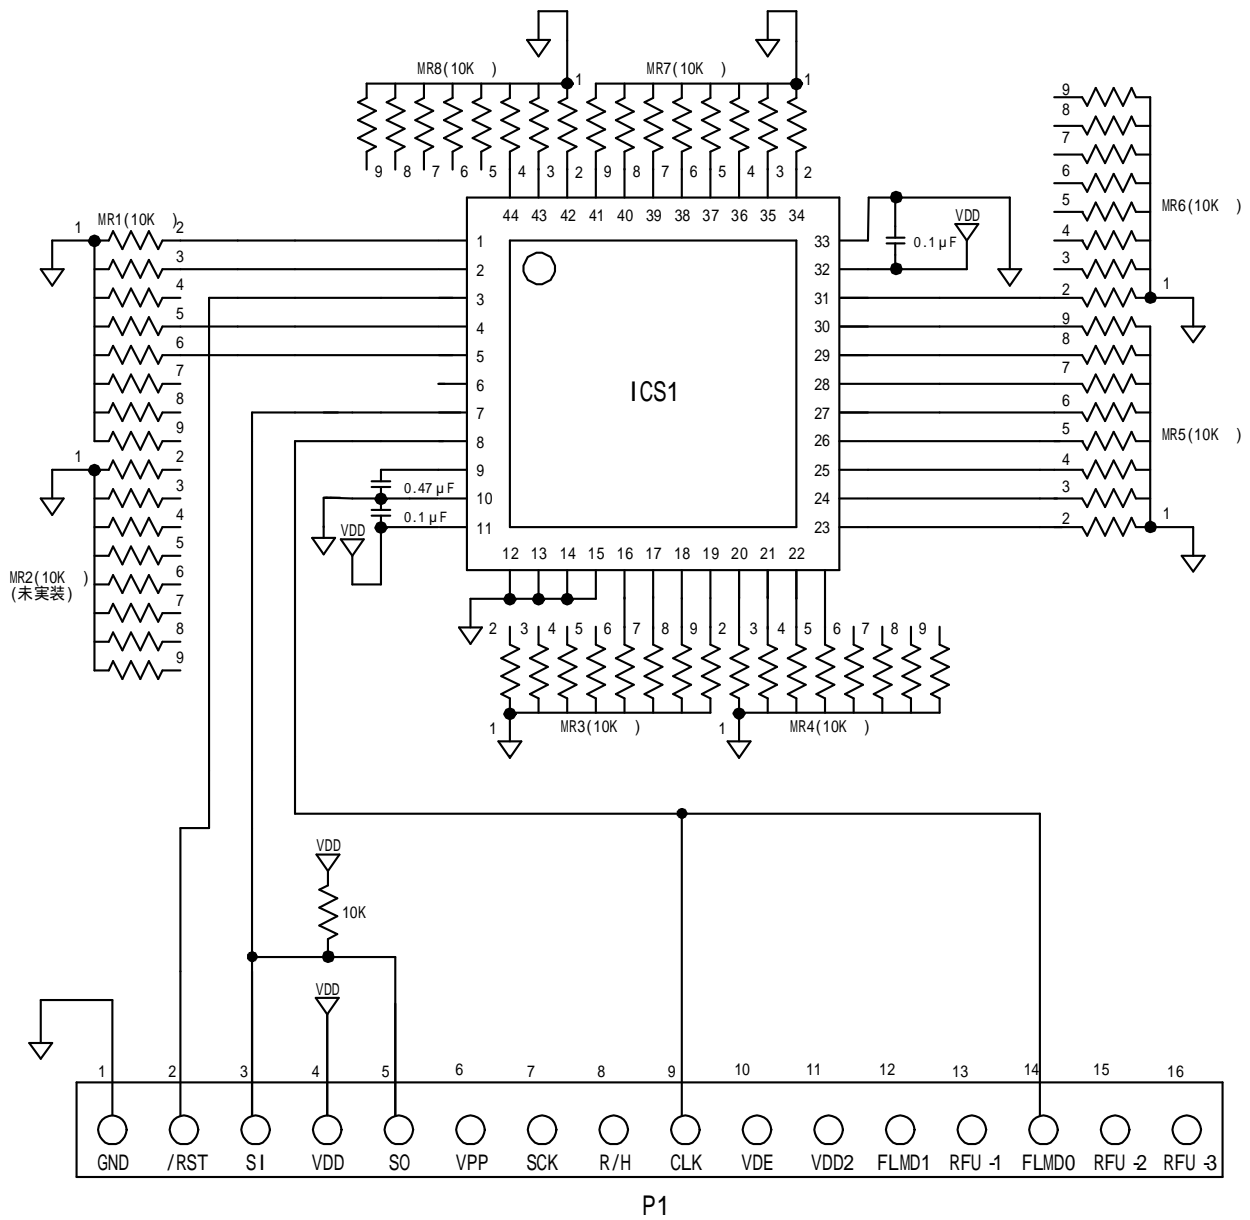 MR8(10K )
1
MR7(10K )
1
9 8 7 6 5 4 3 2 9 8 7 6 5 4 3 2
44 43 42 41 40 39 38 37 36 35 34
9
8
7
6
5
4
3
2
1
MR6(10K )
1
MR1(10K )
2
3
4
5
6
7
8
9
1
2
3
4
5
6
7
8
9
MR2(10K )
(未実装)
1
2
3
4
5
6
7
8
9
10
11
0.47μF
0.1μF
VDD
ICS1
33
32
31
30
29
28
27
26
25
24
23
VDD
0.1μF
9
8
7
6
5
4
3
2
1
MR5(10K )
12 13 14 15 16 17 18 19 20 21 22
2 3 4 5 6 7 8 9 2 3 4 5 6 7 8 9
1
MR3(10K )
1
MR4(10K )
VDD
10K
VDD
1 2 3 4 5 6 7 8 9 10 11 12 13 14 15 16
GND /RST SI VDD SO VPP SCK R/H CLK VDE VDD2 FLMD1 RFU-1 FLMD0 RFU-2 RFU-3
P1